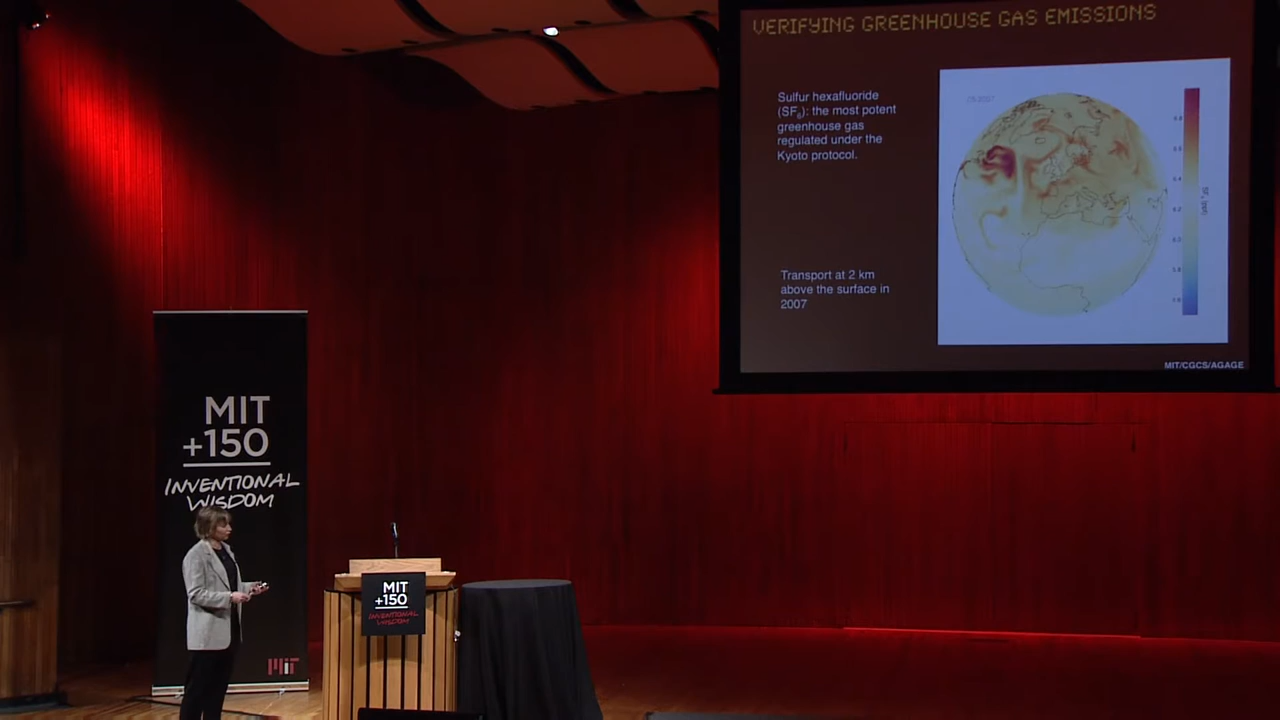 VERIFYING GREENHOUSE GAS EMISSIONS
Sulfur hexafluoride
(SF₆): the most potent
greenhouse gas
regulated under the
Kyoto protocol.
Transport at 2 km
above the surface in
2007
MIT/CGCS/AGAGE
MIT
+150
INVENTIONAL
WISDOM
MIT
MIT
+150
INVENTIONAL
WISDOM